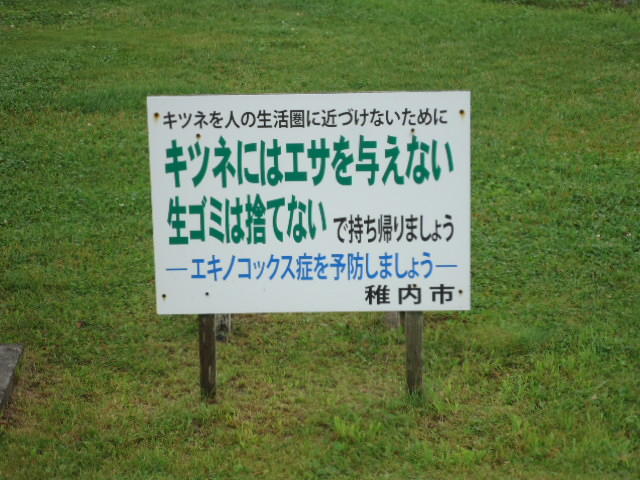 キツネを人の生活圏に近づけないために
キツネにはエサを与えない
生ゴミは捨てないで持ち帰りましょう
―エキノコックス症を予防しましょう―
稚内市